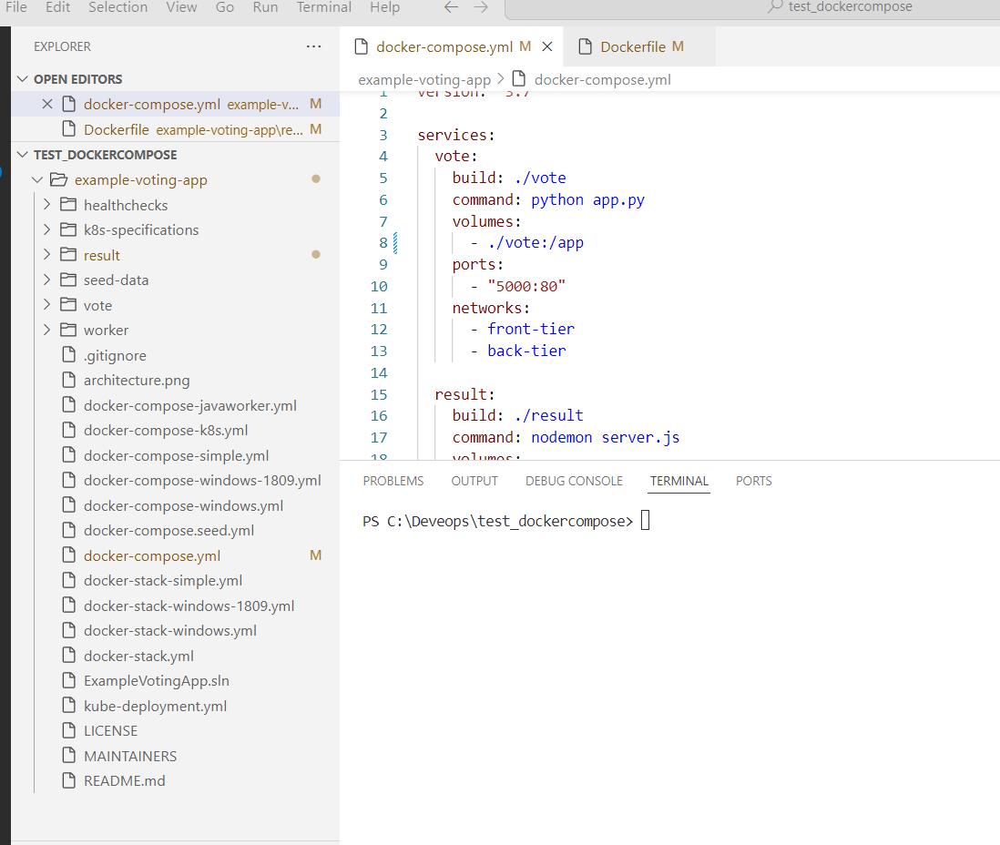 File Edit Selection View Go Run Terminal Help
test_dockercompose
EXPLORER
OPEN EDITORS
docker-compose.yml example-v... M
Dockerfile example-voting-app\re... M
TEST_DOCKERCOMPOSE
example-voting-app
healthchecks
k8s-specifications
result
seed-data
vote
worker
.gitignore
architecture.png
docker-compose-javaworker.yml
docker-compose-k8s.yml
docker-compose-simple.yml
docker-compose-windows-1809.yml
docker-compose-windows.yml
docker-compose.seed.yml
docker-compose.yml M
docker-stack-simple.yml
docker-stack-windows-1809.yml
docker-stack-windows.yml
docker-stack.yml
ExampleVotingApp.sln
kube-deployment.yml
LICENSE
MAINTAINERS
README.md
docker-compose.yml M
Dockerfile M
example-voting-app > docker-compose.yml
1 version: "3.7"
2
3 services:
4 vote:
5 build: ./vote
6 command: python app.py
7 volumes:
8 - ./vote:/app
9 ports:
10 - "5000:80"
11 networks:
12 - front-tier
13 - back-tier
14
15 result:
16 build: ./result
17 command: nodemon server.js
18 volumes:
PROBLEMS OUTPUT DEBUG CONSOLE TERMINAL PORTS
PS C:\Deveops\test_dockercompose>